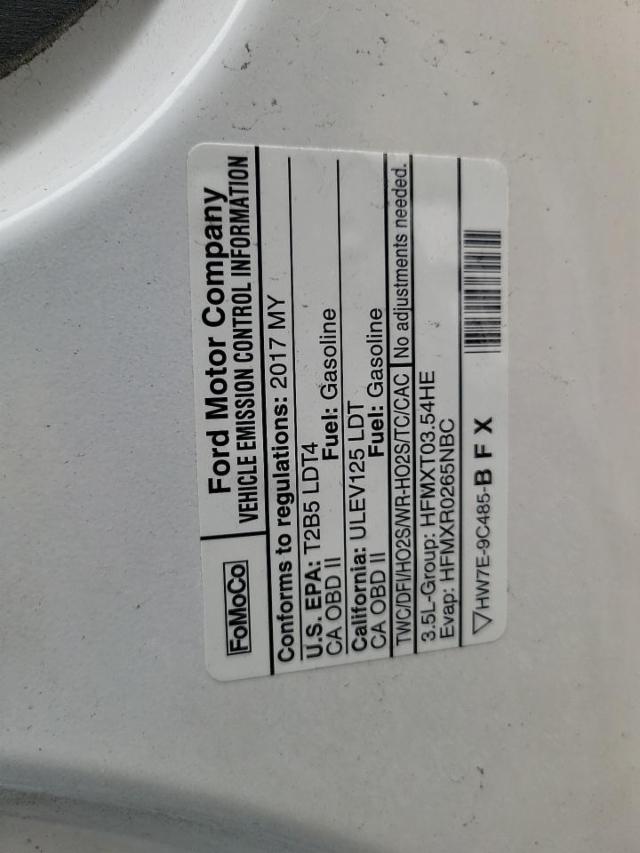 FoMoCo
Ford Motor Company
VEHICLE EMISSION CONTROL INFORMATION
Conforms to regulations: 2017 MY
U.S. EPA: T2B5 LDT4
CA OBD II Fuel: Gasoline
California: ULEV125 LDT
CA OBD II Fuel: Gasoline
TWC/DFI/HO2S/WR-HO2S/TC/CAC No adjustments needed.
3.5L-Group: HFMXT03.54HE
Evap: HFMXR0265NBC
▽HW7E-9C485-B F X